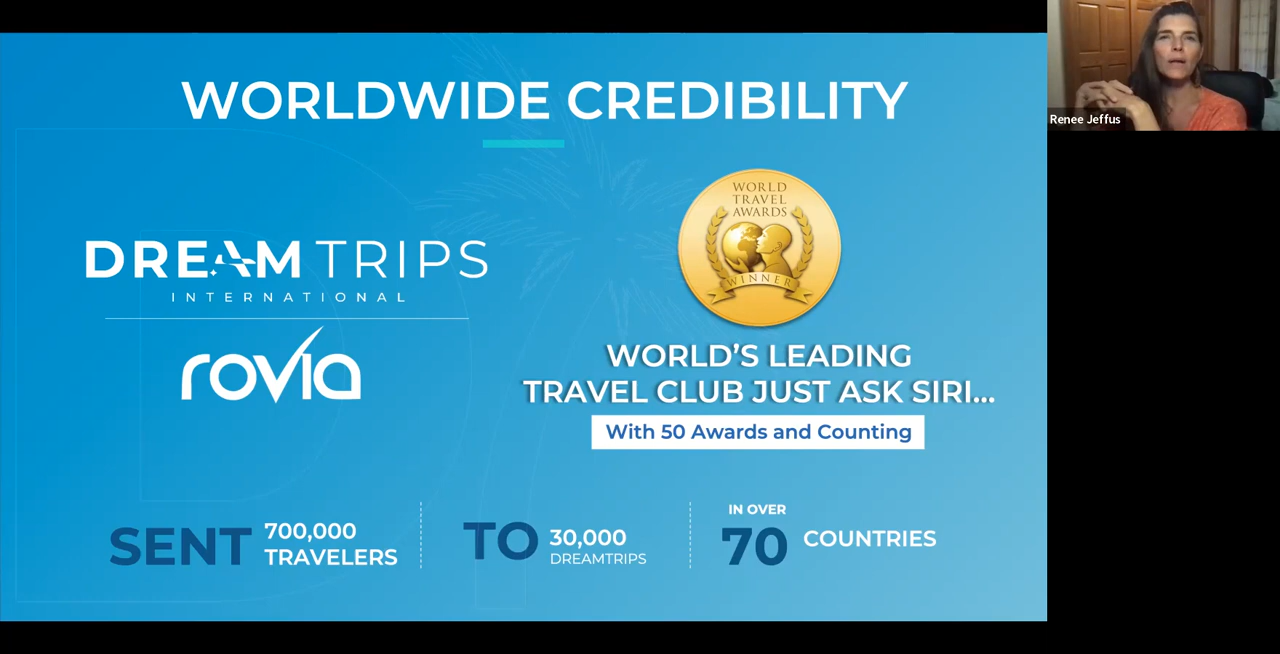 WORLDWIDE CREDIBILITY
DREAM TRIPS
INTERNATIONAL
rovia
WORLD
TRAVEL
AWARDS
WINNER
WORLD'S LEADING
TRAVEL CLUB JUST ASK SIRI...
With 50 Awards and Counting
SENT 700,000
TRAVELERS
TO 30,000
DREAMTRIPS
IN OVER
70 COUNTRIES
Renee Jeffus